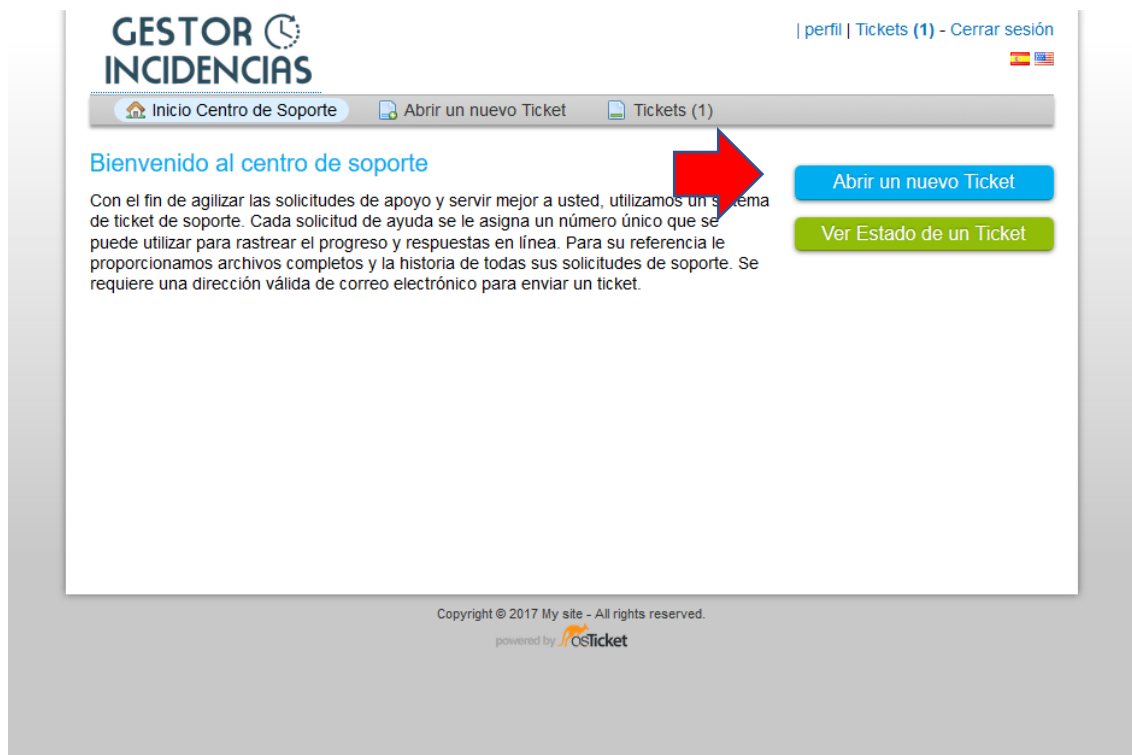 GESTOR
INCIDENCIAS
| perfil | Tickets (1) - Cerrar sesión
Inicio Centro de Soporte Abrir un nuevo Ticket Tickets (1)
Bienvenido al centro de soporte
Con el fin de agilizar las solicitudes de apoyo y servir mejor a usted, utilizamos un sistema
de ticket de soporte. Cada solicitud de ayuda se le asigna un número único que se
puede utilizar para rastrear el progreso y respuestas en línea. Para su referencia le
proporcionamos archivos completos y la historia de todas sus solicitudes de soporte. Se
requiere una dirección válida de correo electrónico para enviar un ticket.
Abrir un nuevo Ticket
Ver Estado de un Ticket
Copyright © 2017 My site - All rights reserved.
powered by osTicket